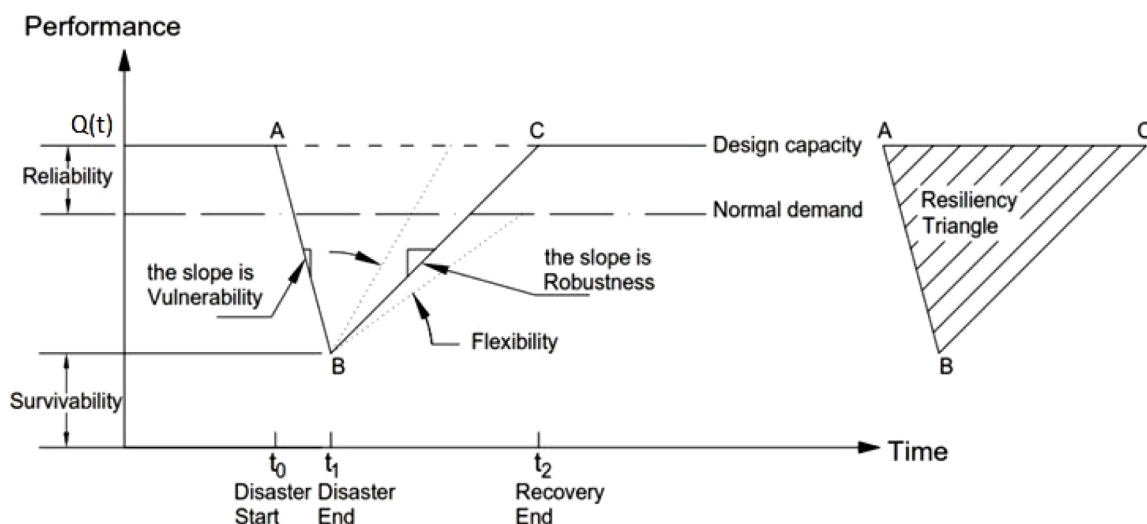 Performance
Q(t)
A
C
Design capacity
Reliability
Normal demand
the slope is
Vulnerability
the slope is
Robustness
Flexibility
B
Survivability
t0
t1
t2
Time
Disaster
Start
Disaster
End
Recovery
End
A
C
Resiliency
Triangle
B